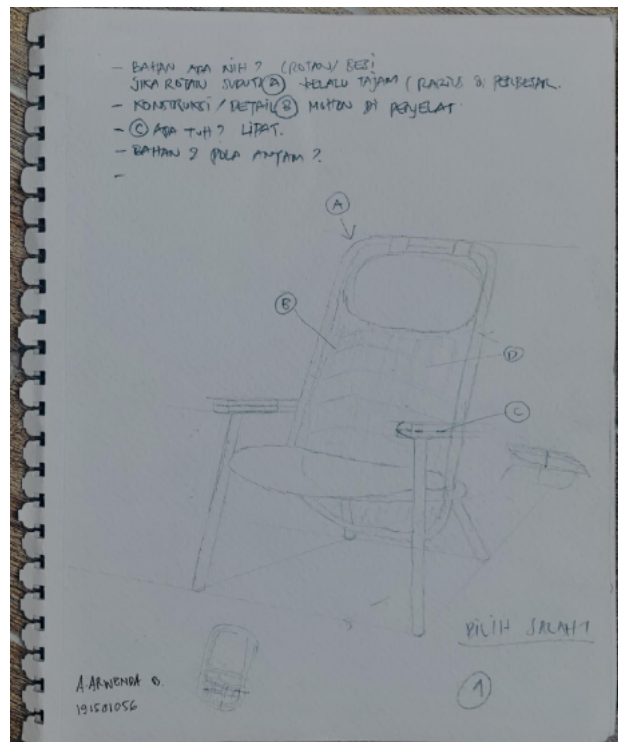 - BAHAN APA NIH? (ROTAN/BESI
JIKA ROTAN SUDUT (A) TERLALU TAJAM (RADIUS DI PERBESAR.
- KONSTRUKSI / DETAIL (B) MOHON DI PERJELAS
- (C) APA TUH? LIPAT.
- BAHAN & POLA ANYAM?
-
A
B
D
C
PILIH SALAH 1
1
A.ARWENDA B.
191501056